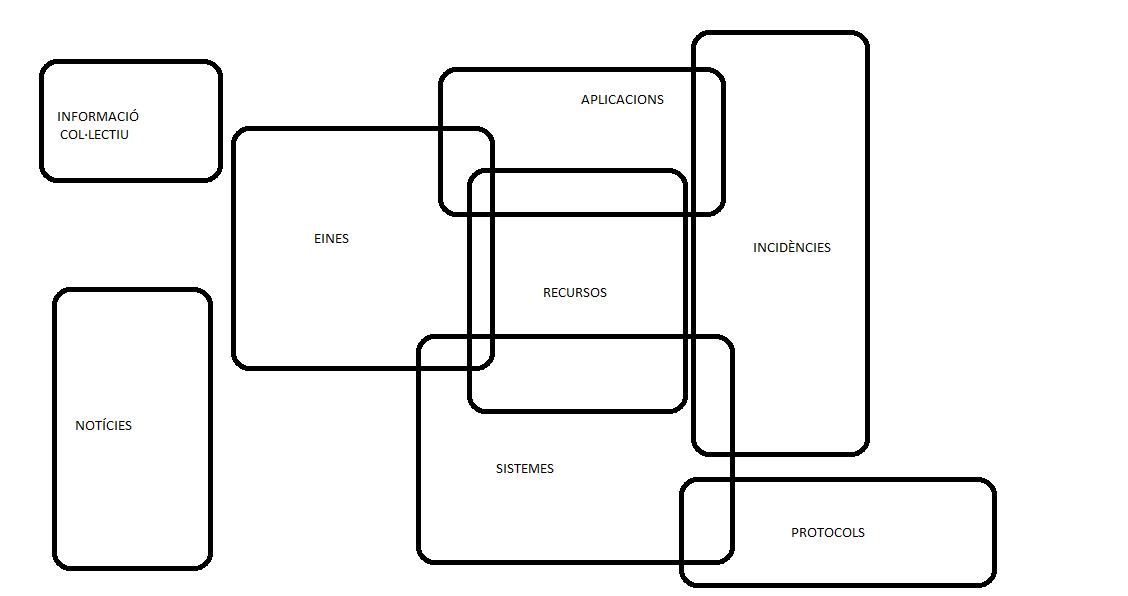 INFORMACIÓ
COL·LECTIU
APLICACIONS
EINES
INCIDÈNCIES
RECURSOS
NOTÍCIES
SISTEMES
PROTOCOLS